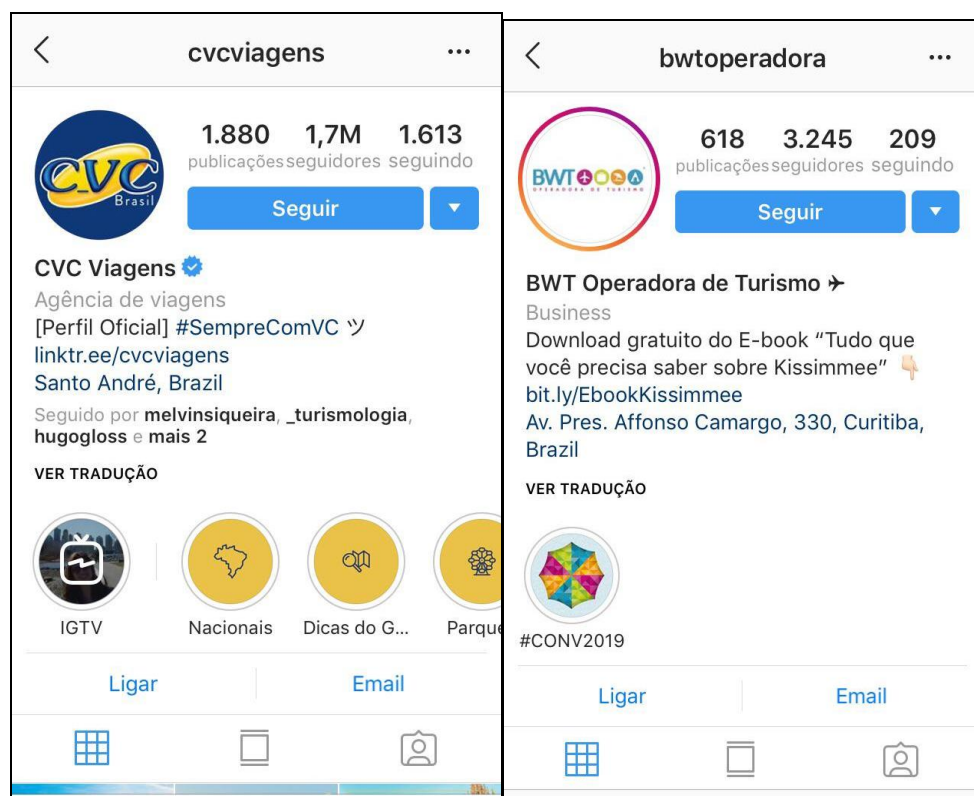 cvcviagens
CVC
Brasil
1.880 1,7M 1.613
publicações seguidores seguindo
Seguir
CVC Viagens
Agência de viagens
[Perfil Oficial] #SempreComVC ツ
linktr.ee/cvcviagens
Santo André, Brazil
Seguido por melvinsiqueira, _turismologia,
hugogloss e mais 2
VER TRADUÇÃO
IGTV Nacionais Dicas do G... Parque
Ligar Email
bwtoperadora
BWT
OPERADORA DE TURISMO
618 3.245 209
publicações seguidores seguindo
Seguir
BWT Operadora de Turismo ✈
Business
Download gratuito do E-book “Tudo que
você precisa saber sobre Kissimmee” 👇🏻
bit.ly/EbookKissimmee
Av. Pres. Affonso Camargo, 330, Curitiba,
Brazil
VER TRADUÇÃO
#CONV2019
Ligar Email